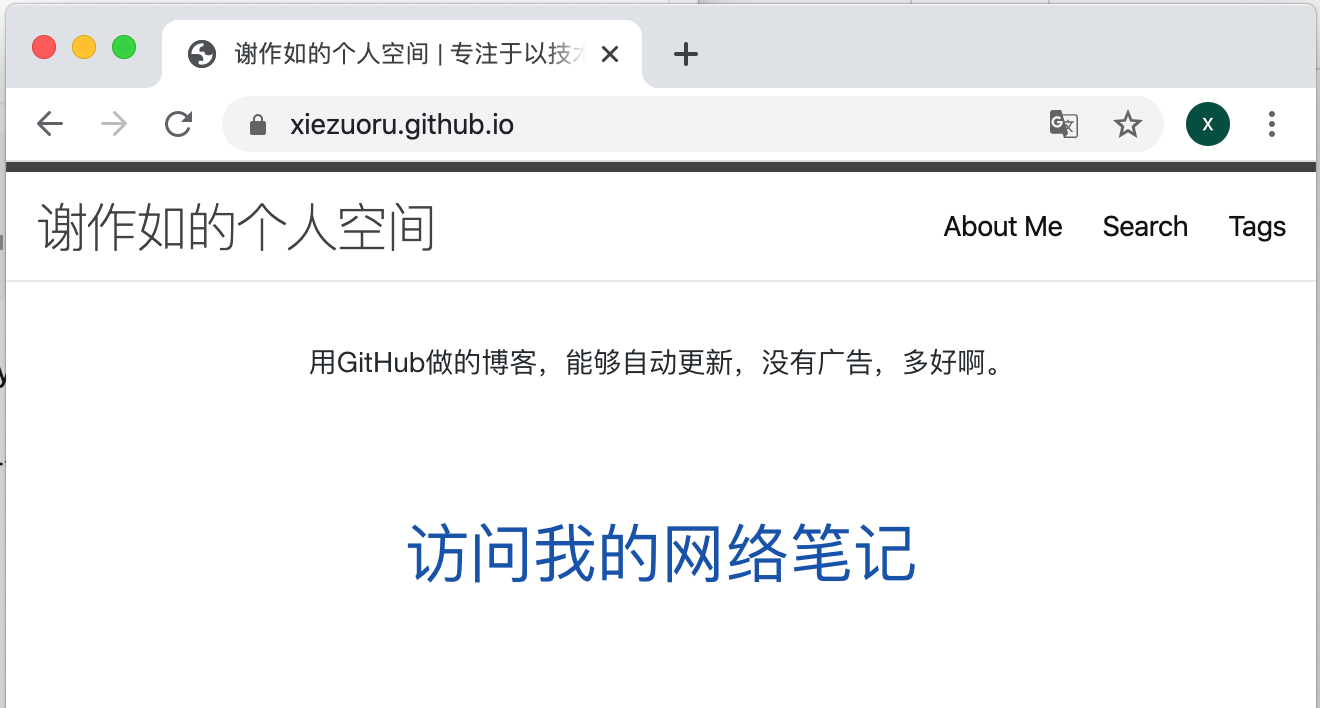 谢作如的个人空间 | 专注于以技
xiezuoru.github.io
X
谢作如的个人空间
About Me Search Tags
用GitHub做的博客，能够自动更新，没有广告，多好啊。
访问我的网络笔记